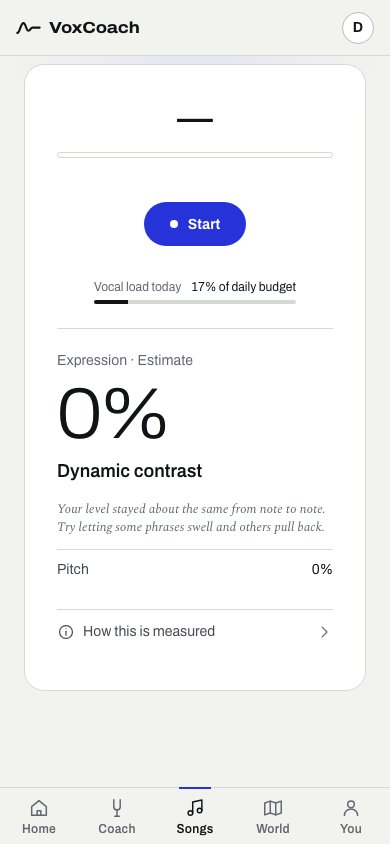 VoxCoach
D
—
Start
Vocal load today 17% of daily budget
Expression · Estimate
0%
Dynamic contrast
Your level stayed about the same from note to note.
Try letting some phrases swell and others pull back.
Pitch 0%
How this is measured
Home Coach Songs World You